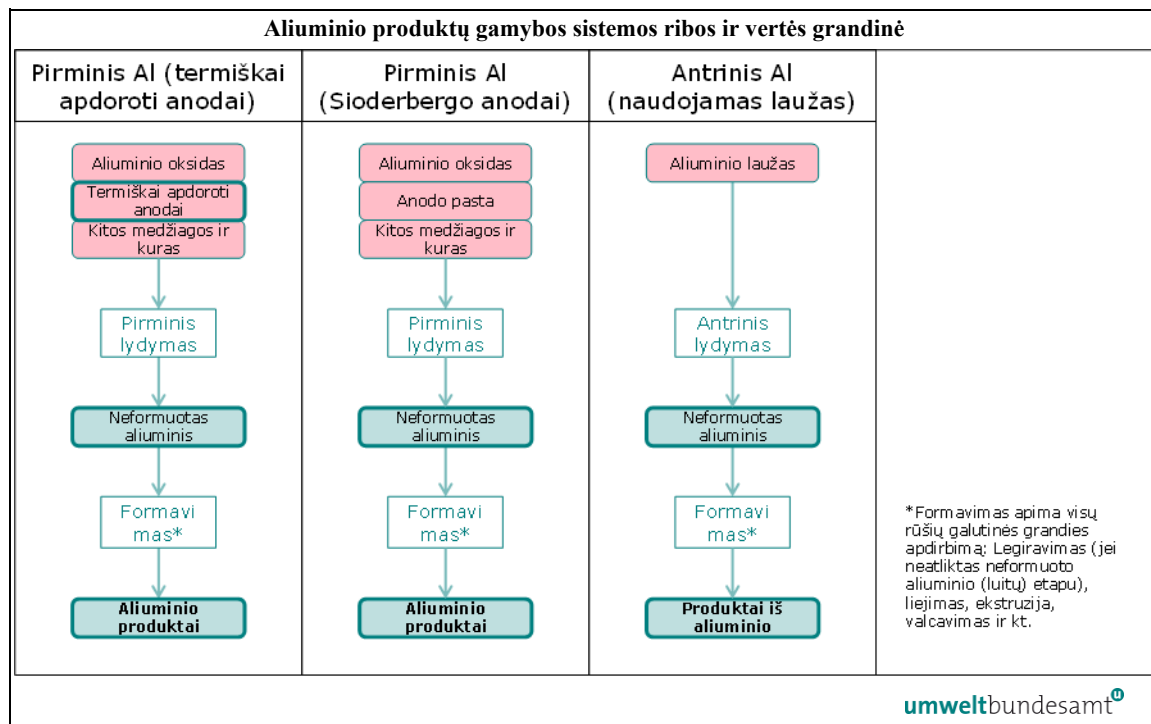 Aliuminio produktų gamybos sistemos ribos ir vertės grandinė
Pirminis Al (termiškai
apdoroti anodai)
Aliuminio oksidas
Termiškai apdoroti
anodai
Kitos medžiagos ir
kuras
Pirminis
lydymas
Neformuotas
aliuminis
Formavi
mas*
Aliuminio
produktai
Pirminis Al
(Sioderbergo anodai)
Aliuminio oksidas
Anodo pasta
Kitos medžiagos ir
kuras
Pirminis
lydymas
Neformuotas
aliuminis
Formavi
mas*
Aliuminio
produktai
Antrinis Al
(naudojamas laužas)
Aliuminio laužas
Antrinis
lydymas
Neformuotas
aliuminis
Formavi
mas*
Produktai iš
aliuminio
*Formavimas apima visų
rūšių galutinės grandies
apdirbimą: Legiravimas (jei
neatliktas neformuoto
aliuminio (luitų) etapu),
liejimas, ekstruzija,
valcavimas ir kt.
umweltbundesamt u